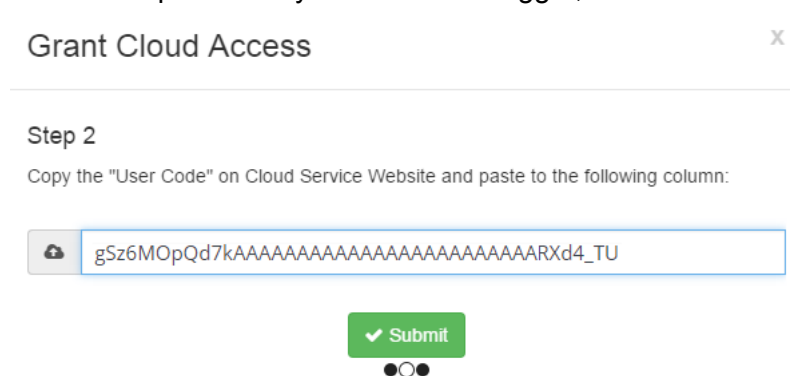 Grant Cloud Access
X
Step 2
Copy the "User Code" on Cloud Service Website and paste to the following column:
gSz6MOpQd7kAAAAAAAAAAAAAAAAAAAAAAAARXd4_TU
Submit